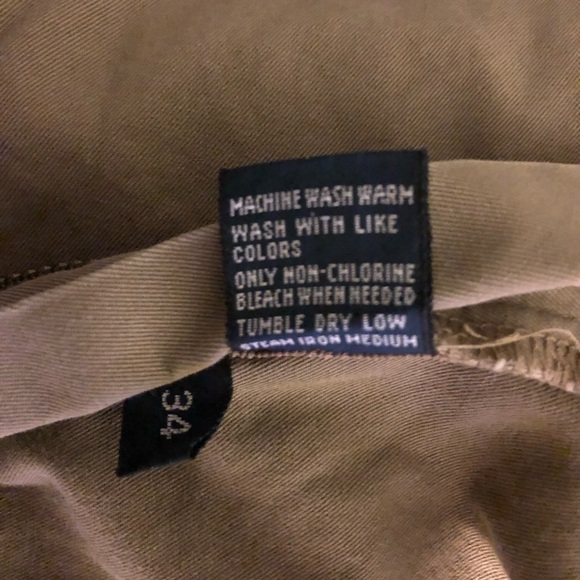 MACHINE WASH WARM
WASH WITH LIKE
COLORS
ONLY NON-CHLORINE
BLEACH WHEN NEEDED
TUMBLE DRY LOW
STEAM IRON MEDIUM
34